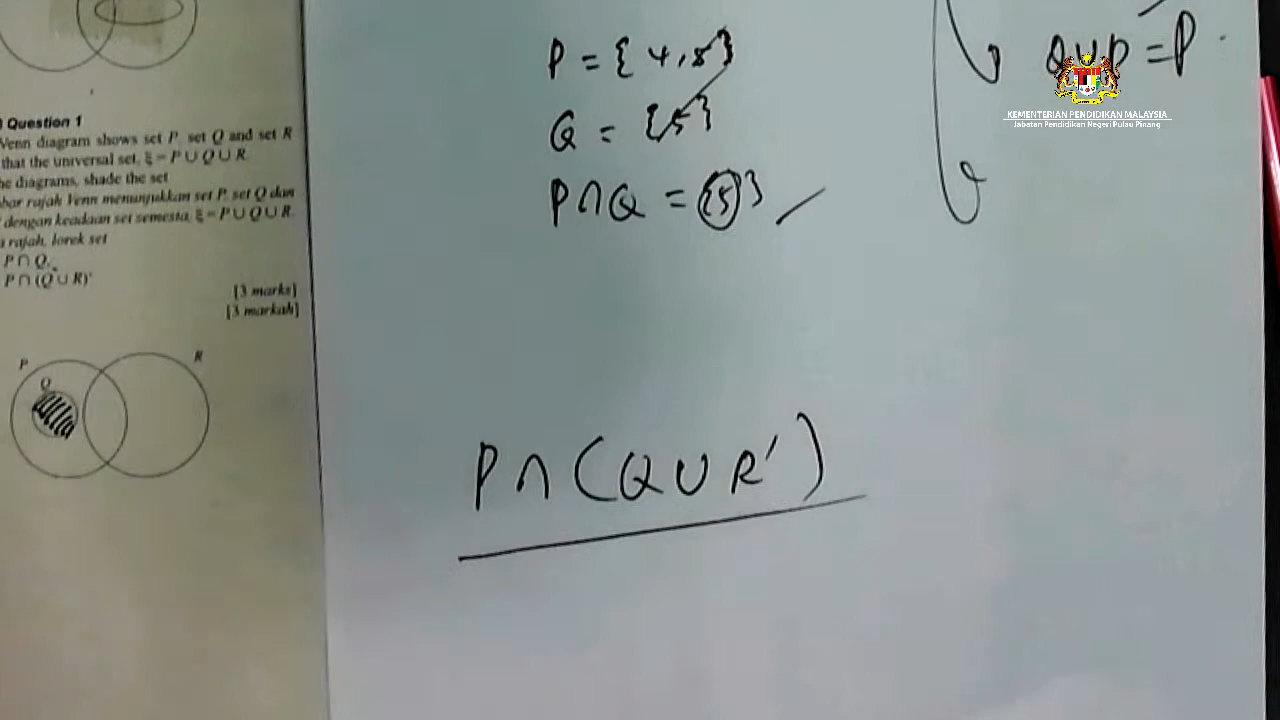 Question 1
Venn diagram shows set P, set Q and set R
that the universal set, ξ = P ∪ Q ∪ R.
he diagrams, shade the set
bar rajah Venn menunjukkan set P, set Q dan
dengan keadaan set semesta, ξ = P ∪ Q ∪ R.
a rajah, lorek set
P ∩ Q,
P ∩ (Q ∪ R)'
[3 marks]
[3 markah]
P
Q
R
P = { 4, 5 }
Q = {5}
P ∩ Q = {5}
P ∩ (Q ∪ R')
Q ∪ P = P
KEMENTERIAN PENDIDIKAN MALAYSIA
Jabatan Pendidikan Negeri Pulau Pinang